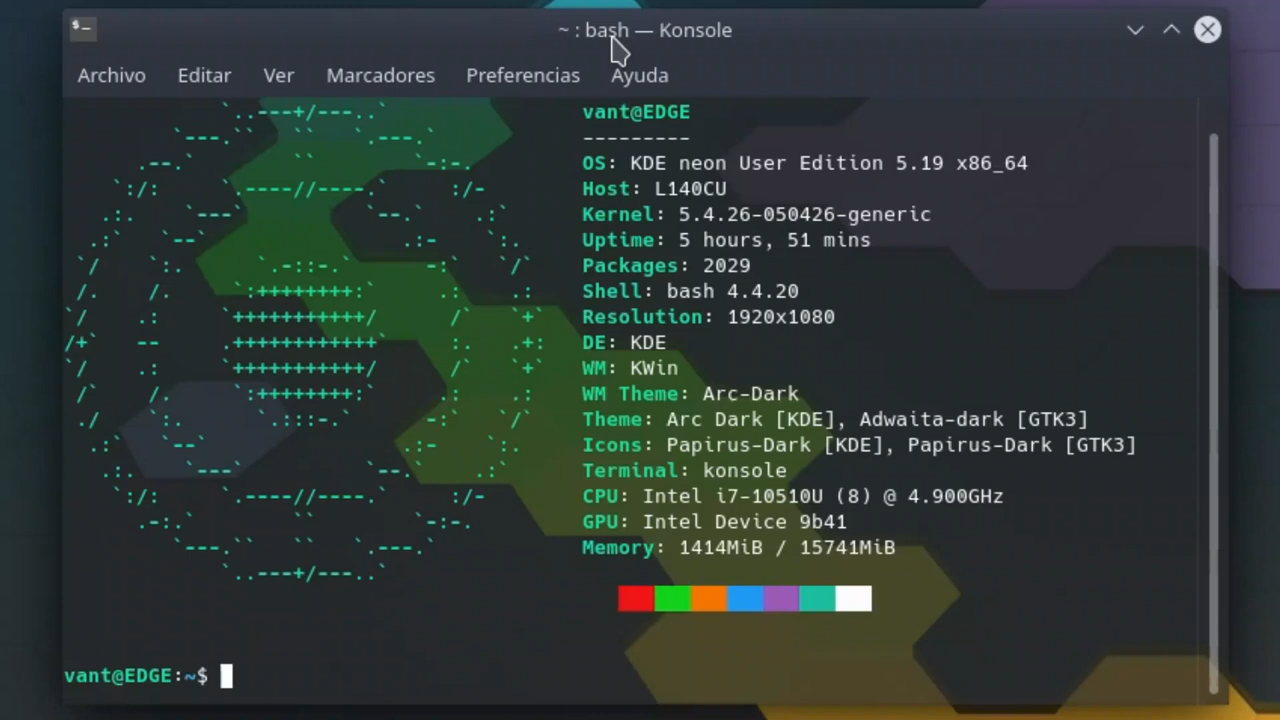 ~ : bash — Konsole
Archivo Editar Ver Marcadores Preferencias Ayuda
vant@EDGE
---------
OS: KDE neon User Edition 5.19 x86_64
Host: L140CU
Kernel: 5.4.26-050426-generic
Uptime: 5 hours, 51 mins
Packages: 2029
Shell: bash 4.4.20
Resolution: 1920x1080
DE: KDE
WM: KWin
WM Theme: Arc-Dark
Theme: Arc Dark [KDE], Adwaita-dark [GTK3]
Icons: Papirus-Dark [KDE], Papirus-Dark [GTK3]
Terminal: konsole
CPU: Intel i7-10510U (8) @ 4.900GHz
GPU: Intel Device 9b41
Memory: 1414MiB / 15741MiB
vant@EDGE:~$